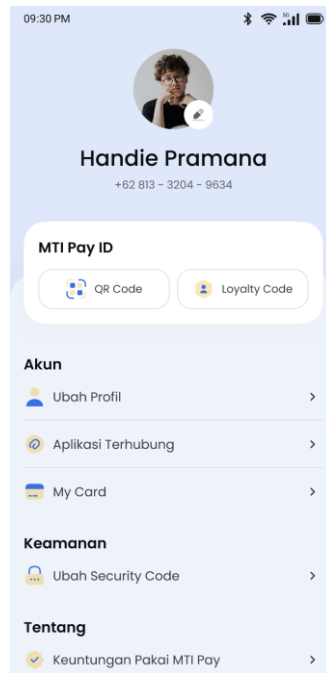 09:30 PM
5G
Handie Pramana
+62 813 - 3204 - 9634
MTI Pay ID
QR Code
Loyalty Code
Akun
Ubah Profil
Aplikasi Terhubung
My Card
Keamanan
Ubah Security Code
Tentang
Keuntungan Pakai MTI Pay